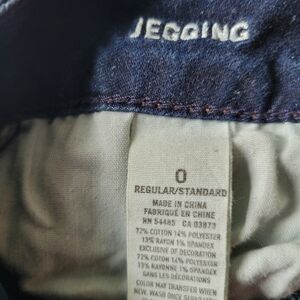 JEGGING
0
REGULAR/STANDARD
MADE IN CHINA
FABRIQUÉ EN CHINE
RN 54485 CA 03873
72% COTTON 14% POLYESTER
13% RAYON 1% SPANDEX
EXCLUSIVE OF DECORATION
72% COTON 14% POLYESTER
13% RAYONNE 1% SPANDEX
SANS LES DÉCORATIONS
COLOR MAY TRANSFER WHEN
NEW. WASH ONCE